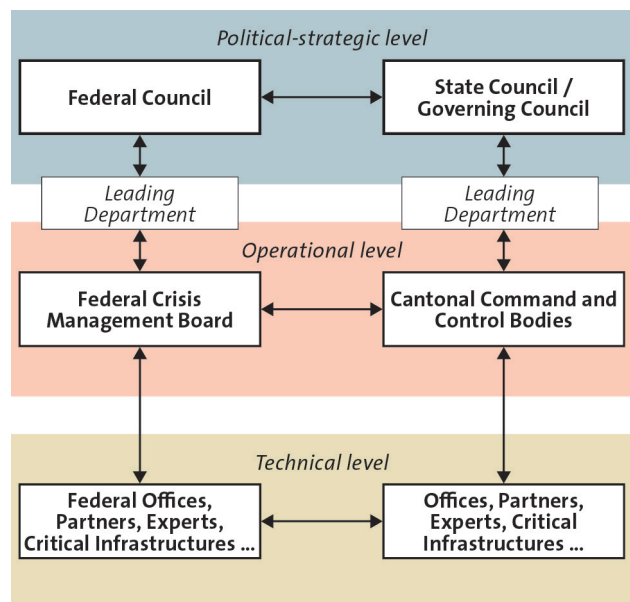 Political-strategic level
Federal Council
State Council /
Governing Council
Leading
Department
Leading
Department
Operational level
Federal Crisis
Management Board
Cantonal Command and
Control Bodies
Technical level
Federal Offices,
Partners, Experts,
Critical Infrastructures ...
Offices, Partners,
Experts, Critical
Infrastructures ...